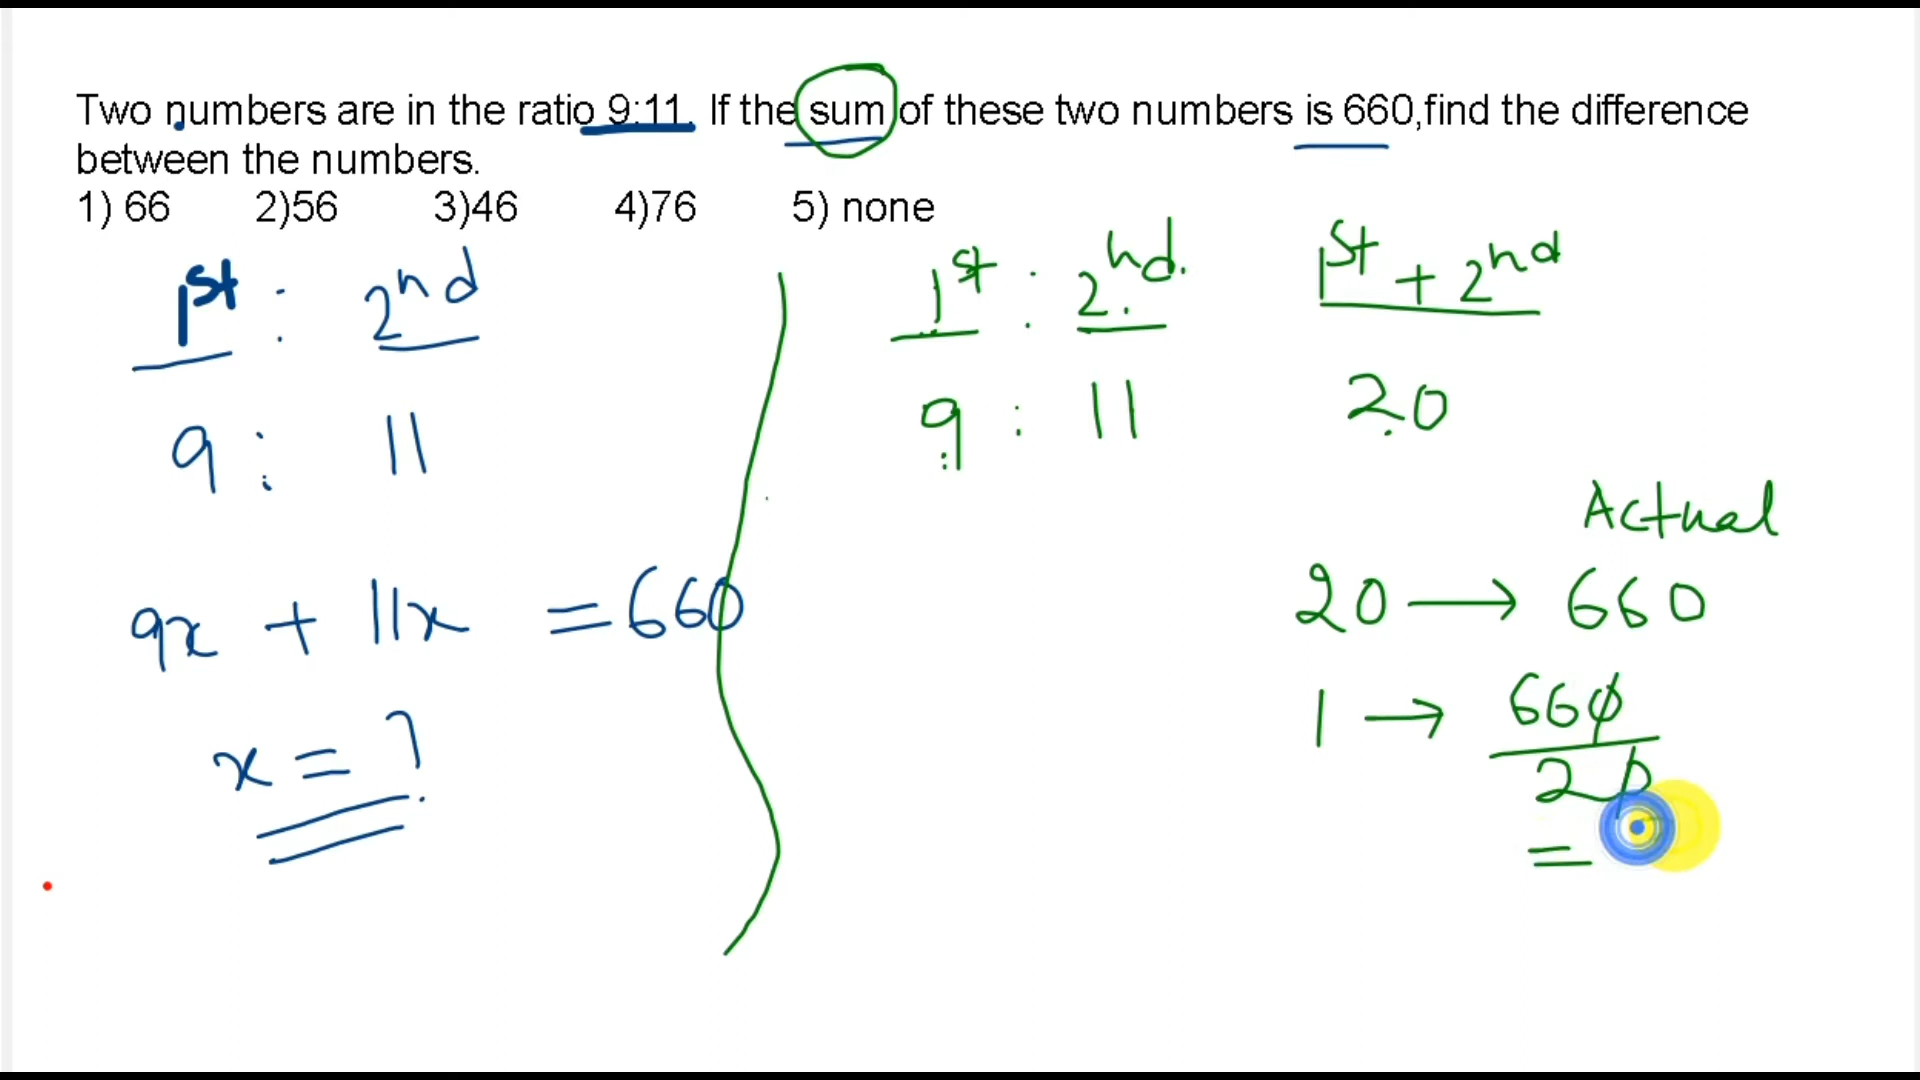 Two numbers are in the ratio 9:11. If the sum of these two numbers is 660,find the difference
between the numbers.
1) 66 2)56 3)46 4)76 5) none
1st : 2nd
9 : 11
9x + 11x = 660
x = ?
1st : 2nd. 1st + 2nd
9 : 11 20
Actual
20 → 660
1 → 660
20
=